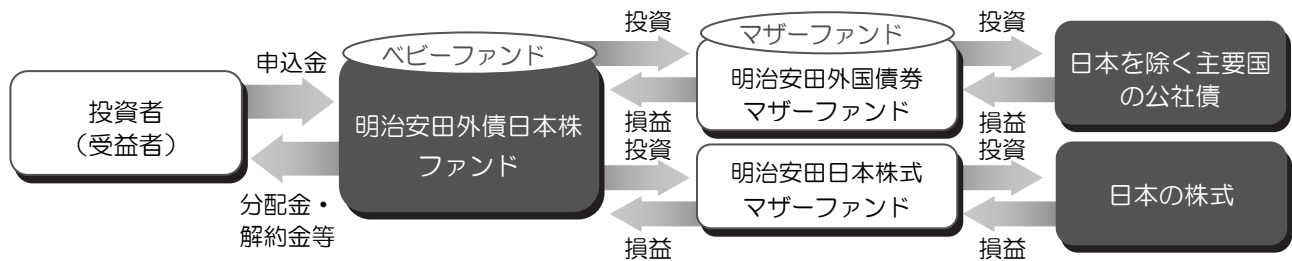 投資者
（受益者）
申込金
分配金・
解約金等
ベビーファンド
明治安田外債日本株
ファンド
投資
損益
投資
損益
マザーファンド
明治安田外国債券
マザーファンド
明治安田日本株式
マザーファンド
投資
損益
投資
損益
日本を除く主要国
の公社債
日本の株式